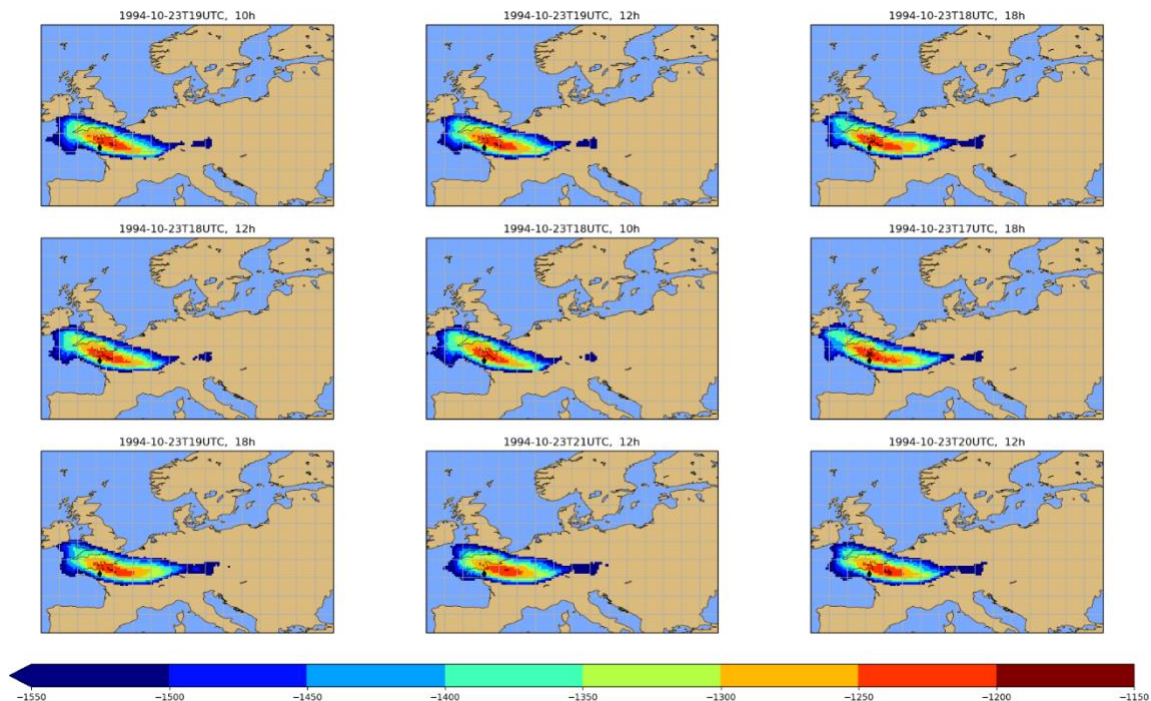 1994-10-23T19UTC, 10h
1994-10-23T19UTC, 12h
1994-10-23T18UTC, 18h
1994-10-23T18UTC, 12h
1994-10-23T18UTC, 10h
1994-10-23T17UTC, 18h
1994-10-23T19UTC, 18h
1994-10-23T21UTC, 12h
1994-10-23T20UTC, 12h
−1550 −1500 −1450 −1400 −1350 −1300 −1250 −1200 −1150